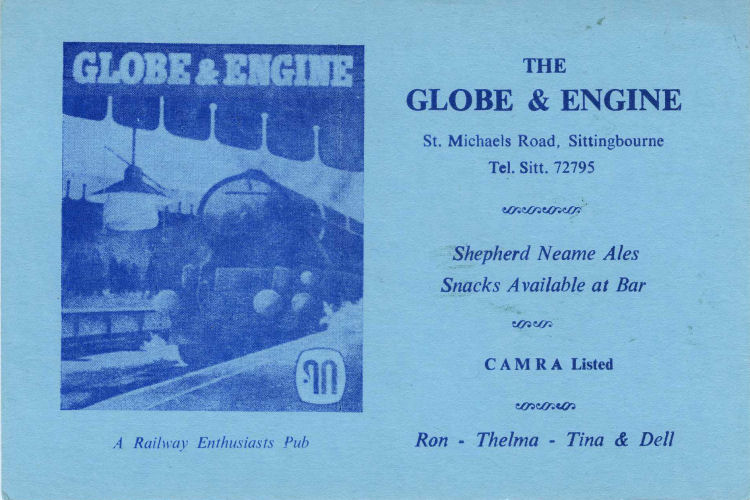 GLOBE & ENGINE
A Railway Enthusiasts Pub
THE
GLOBE & ENGINE
St. Michaels Road, Sittingbourne
Tel. Sitt. 72795
Shepherd Neame Ales
Snacks Available at Bar
CAMRA Listed
Ron - Thelma - Tina & Dell